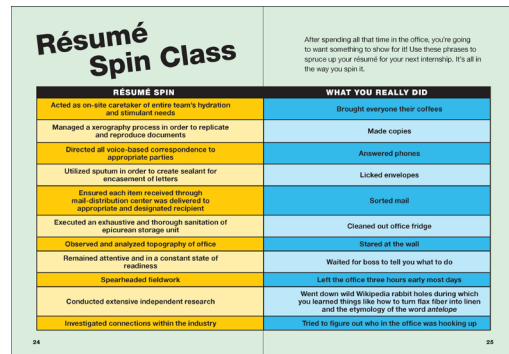 Résumé
Spin Class
After spending all that time in the office, you're going
to want something to show for it! Use these phrases to
spruce up your résumé for your next internship. It's all in
the way you spin it.
RÉSUMÉ SPIN
WHAT YOU REALLY DID
Acted as on-site caretaker of entire team's hydration
and stimulant needs
Brought everyone their coffees
Managed a xerography process in order to replicate
and reproduce documents
Made copies
Directed all voice-based correspondence to
appropriate parties
Answered phones
Utilized sputum in order to create sealant for
encasement of letters
Licked envelopes
Ensured each item received through
mail-distribution center was delivered to
appropriate and designated recipient
Sorted mail
Executed an exhaustive and thorough sanitation of
epicurean storage unit
Cleaned out office fridge
Observed and analyzed topography of office
Stared at the wall
Remained attentive and in a constant state of
readiness
Waited for boss to tell you what to do
Spearheaded fieldwork
Left the office three hours early most days
Conducted extensive independent research
Went down wild Wikipedia rabbit holes during which
you learned things like how to turn flax fiber into linen
and the etymology of the word antelope
Investigated connections within the industry
Tried to figure out who in the office was hooking up
24
25